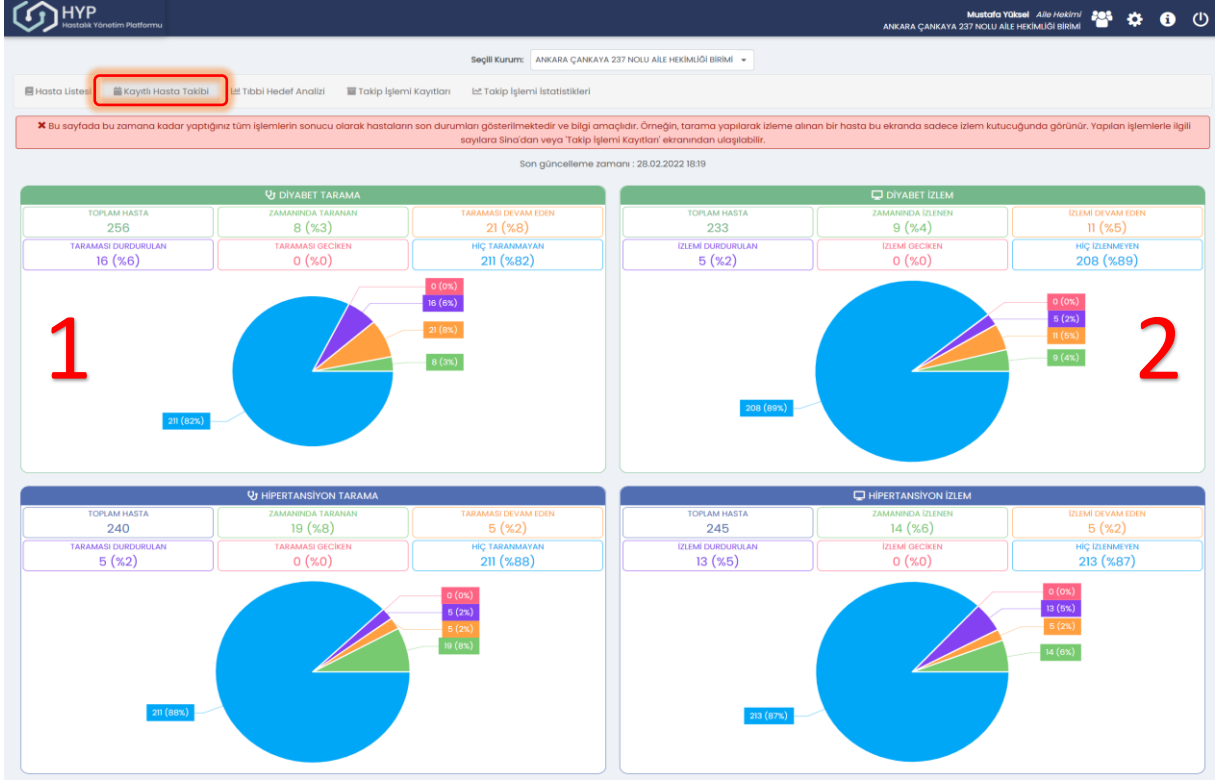 HYP
Hastalık Yönetim Platformu
Mustafa Yüksel Aile Hekimi
ANKARA ÇANKAYA 237 NOLU AİLE HEKİMLİĞİ BİRİMİ
Seçili Kurum: ANKARA ÇANKAYA 237 NOLU AİLE HEKİMLİĞİ BİRİMİ
Hasta Listesi Kayıtlı Hasta Takibi Tıbbi Hedef Analizi Takip İşlemi Kayıtları Takip İşlemi İstatistikleri
Bu sayfada bu zamana kadar yaptığınız tüm işlemlerin sonucu olarak hastaların son durumları gösterilmektedir ve bilgi amaçlıdır. Örneğin, tarama yapılarak izleme alınan bir hasta bu ekranda sadece izlem kutucuğunda görünür. Yapılan işlemlerle ilgili
sayılara Sina'dan veya 'Takip İşlemi Kayıtları' ekranından ulaşılabilir.
Son güncelleme zamanı : 28.02.2022 18:19
DİYABET TARAMA
TOPLAM HASTA ZAMANINDA TARANAN TARAMASI DEVAM EDEN
256 8 (%3) 21 (%8)
TARAMASI DURDURULAN TARAMASI GECİKEN HİÇ TARANMAYAN
16 (%6) 0 (%0) 211 (%82)
0 (0%)
16 (6%)
21 (8%)
8 (3%)
211 (82%)
1
DİYABET İZLEM
TOPLAM HASTA ZAMANINDA İZLENEN İZLEMİ DEVAM EDEN
233 9 (%4) 11 (%5)
İZLEMİ DURDURULAN İZLEMİ GECİKEN HİÇ İZLENMEYEN
5 (%2) 0 (%0) 208 (%89)
0 (0%)
5 (2%)
11 (5%)
9 (4%)
208 (89%)
2
HİPERTANSİYON TARAMA
TOPLAM HASTA ZAMANINDA TARANAN TARAMASI DEVAM EDEN
240 19 (%8) 5 (%2)
TARAMASI DURDURULAN TARAMASI GECİKEN HİÇ TARANMAYAN
5 (%2) 0 (%0) 211 (%88)
0 (0%)
5 (2%)
5 (2%)
19 (8%)
211 (88%)
HİPERTANSİYON İZLEM
TOPLAM HASTA ZAMANINDA İZLENEN İZLEMİ DEVAM EDEN
245 14 (%6) 5 (%2)
İZLEMİ DURDURULAN İZLEMİ GECİKEN HİÇ İZLENMEYEN
13 (%5) 0 (%0) 213 (%87)
0 (0%)
13 (5%)
5 (2%)
14 (6%)
213 (87%)